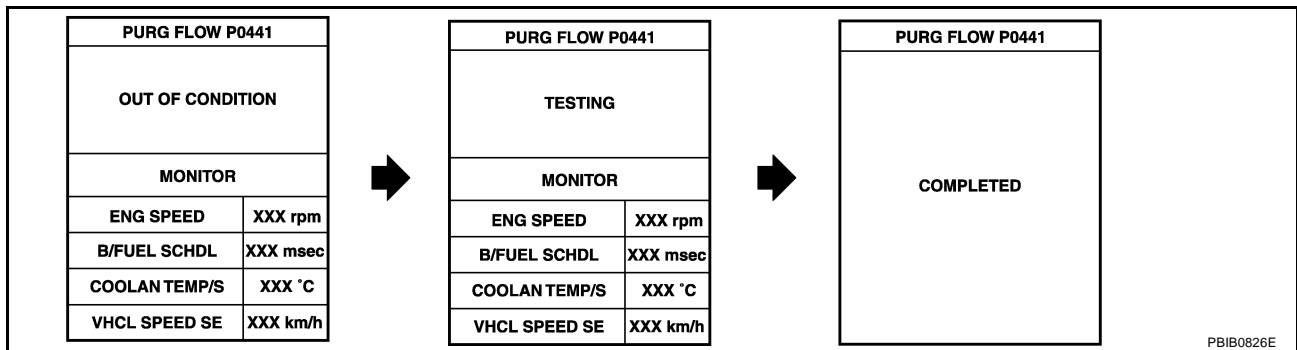 PURG FLOW P0441
OUT OF CONDITION
MONITOR
ENG SPEED XXX rpm
B/FUEL SCHDL XXX msec
COOLAN TEMP/S XXX °C
VHCL SPEED SE XXX km/h
PURG FLOW P0441
TESTING
MONITOR
ENG SPEED XXX rpm
B/FUEL SCHDL XXX msec
COOLAN TEMP/S XXX °C
VHCL SPEED SE XXX km/h
PURG FLOW P0441
COMPLETED
PBIB0826E